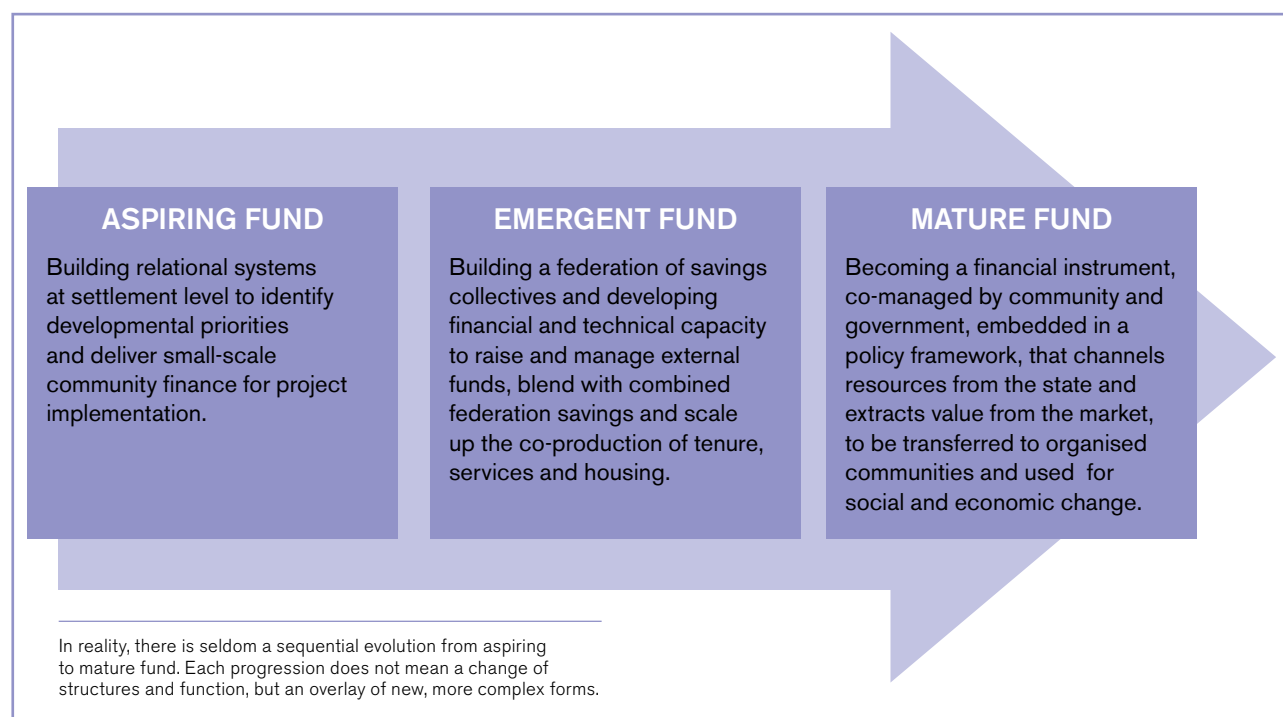 ASPIRING FUND
Building relational systems
at settlement level to identify
developmental priorities
and deliver small-scale
community finance for project
implementation.
EMERGENT FUND
Building a federation of savings
collectives and developing
financial and technical capacity
to raise and manage external
funds, blend with combined
federation savings and scale
up the co-production of tenure,
services and housing.
MATURE FUND
Becoming a financial instrument,
co-managed by community and
government, embedded in a
policy framework, that channels
resources from the state and
extracts value from the market,
to be transferred to organised
communities and used for
social and economic change.
In reality, there is seldom a sequential evolution from aspiring
to mature fund. Each progression does not mean a change of
structures and function, but an overlay of new, more complex forms.